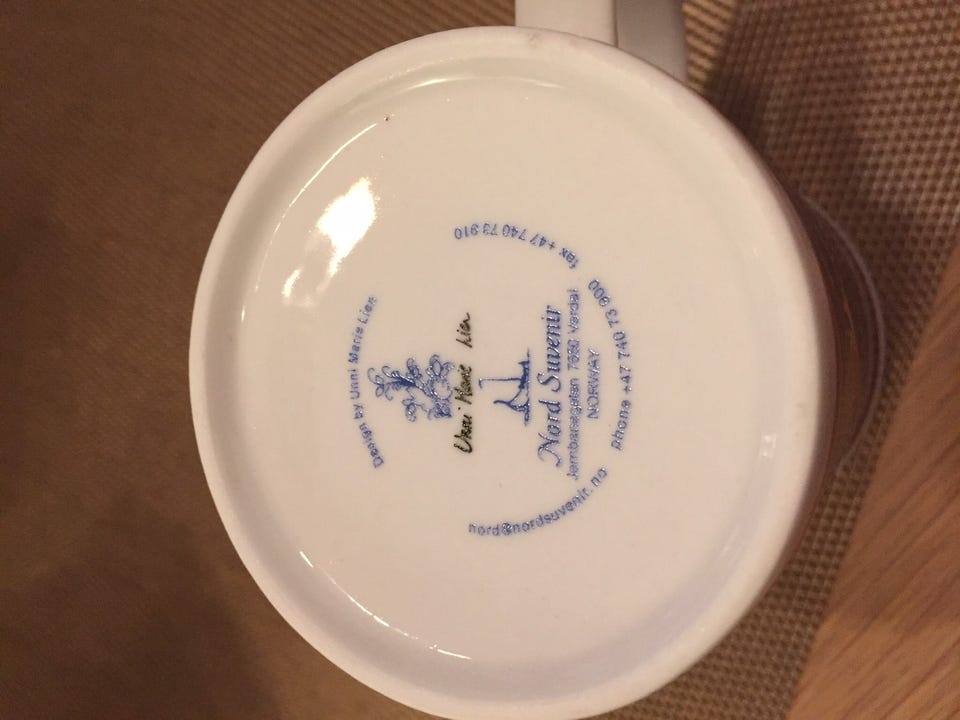 Design by Unni Marie Lien
Unni Marie Lien
Nord Suvenir
Jernbanegaten 7650 Verdal
NORWAY
nord@nordsuvenir.no
phone +47 740 73 900
fax +47 740 73 910